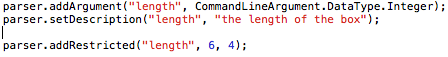 parser.addArgument("length", CommandLineArgument.DataType.Integer);
parser.setDescription("length", "the length of the box");
parser.addRestricted("length", 6, 4);